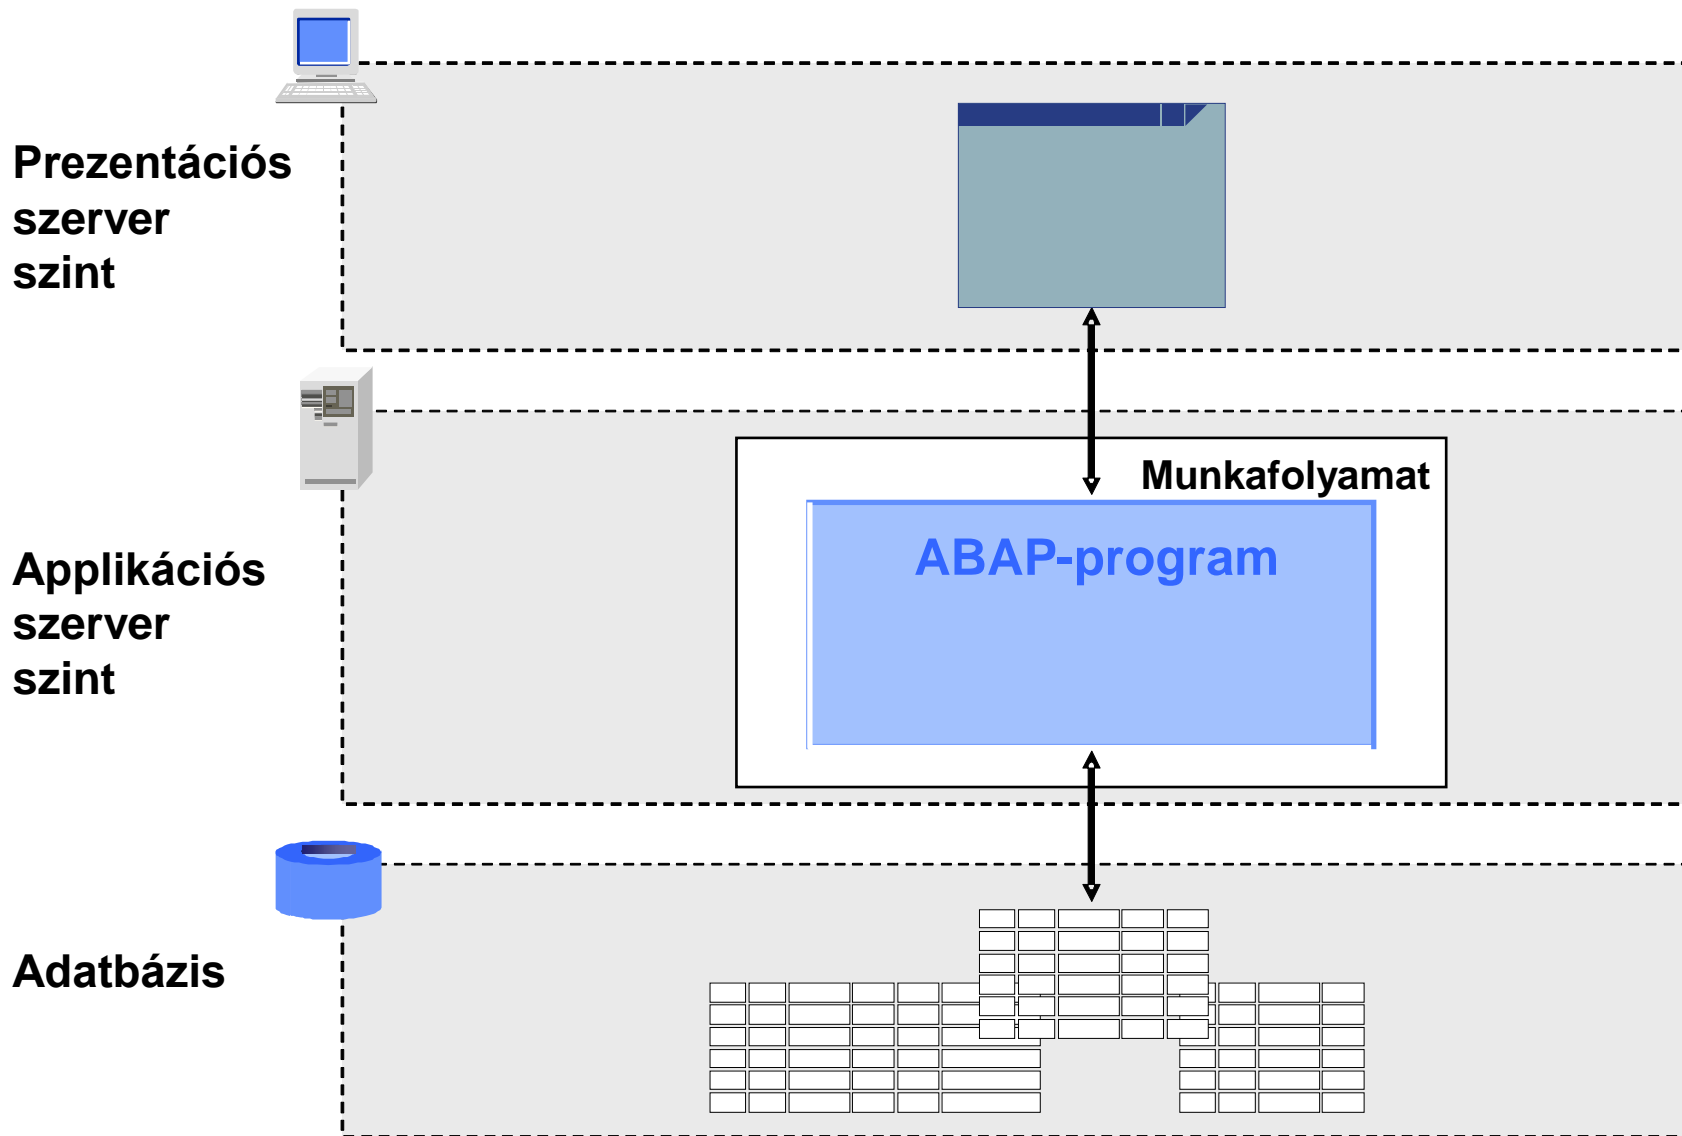 Prezentációs
szerver
szint
Munkafolyamat
ABAP-program
Applikációs
szerver
szint
Adatbázis